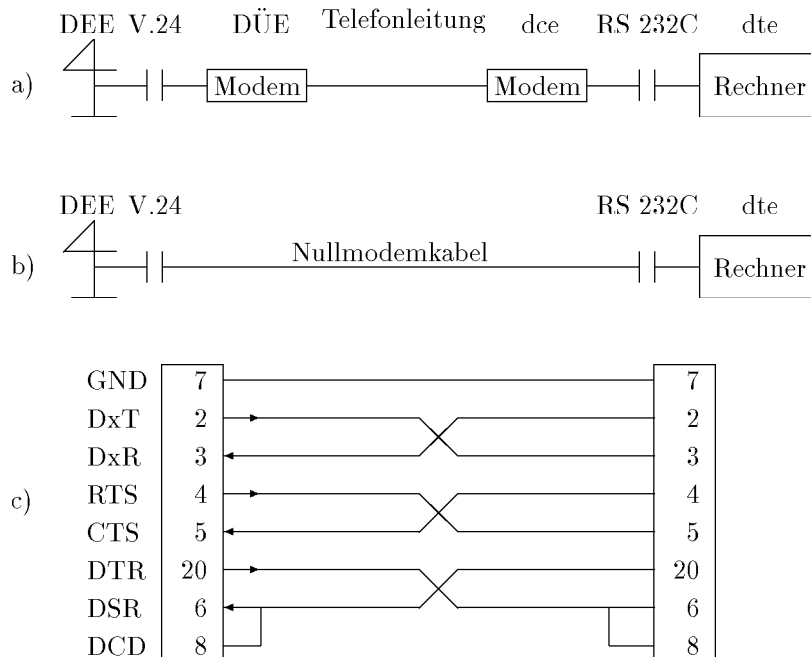 DEE V.24 DÜE Telefonleitung dce RS 232C dte
a) Modem Modem Rechner
DEE V.24 RS 232C dte
b) Nullmodemkabel Rechner
c)
GND 7 7
DxT 2 2
DxR 3 3
RTS 4 4
CTS 5 5
DTR 20 20
DSR 6 6
DCD 8 8